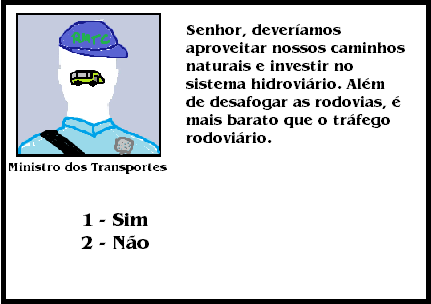 Senhor, deveríamos
aproveitar nossos caminhos
naturais e investir no
sistema hidroviário. Além
de desafogar as rodovias, é
mais barato que o tráfego
rodoviário.
RMTC
Ministro dos Transportes
1 - Sim
2 - Não